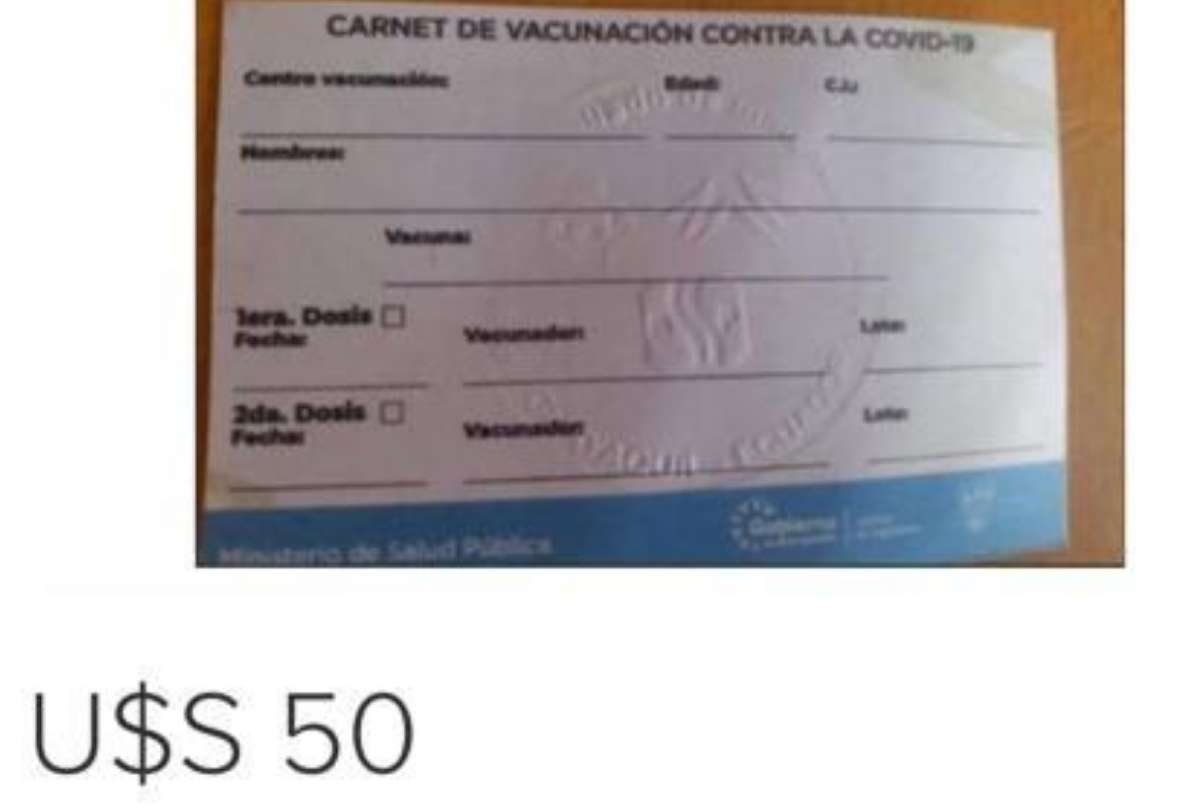 CARNET DE VACUNACIÓN CONTRA LA COVID-19
Centro vacunación: Edad: C.I.:
Nombres:
Vacuna:
1era. Dosis
Fecha: Vacunador: Lote:
2da. Dosis
Fecha: Vacunador: Lote:
Ministerio de Salud Pública
Gobierno
U$S 50